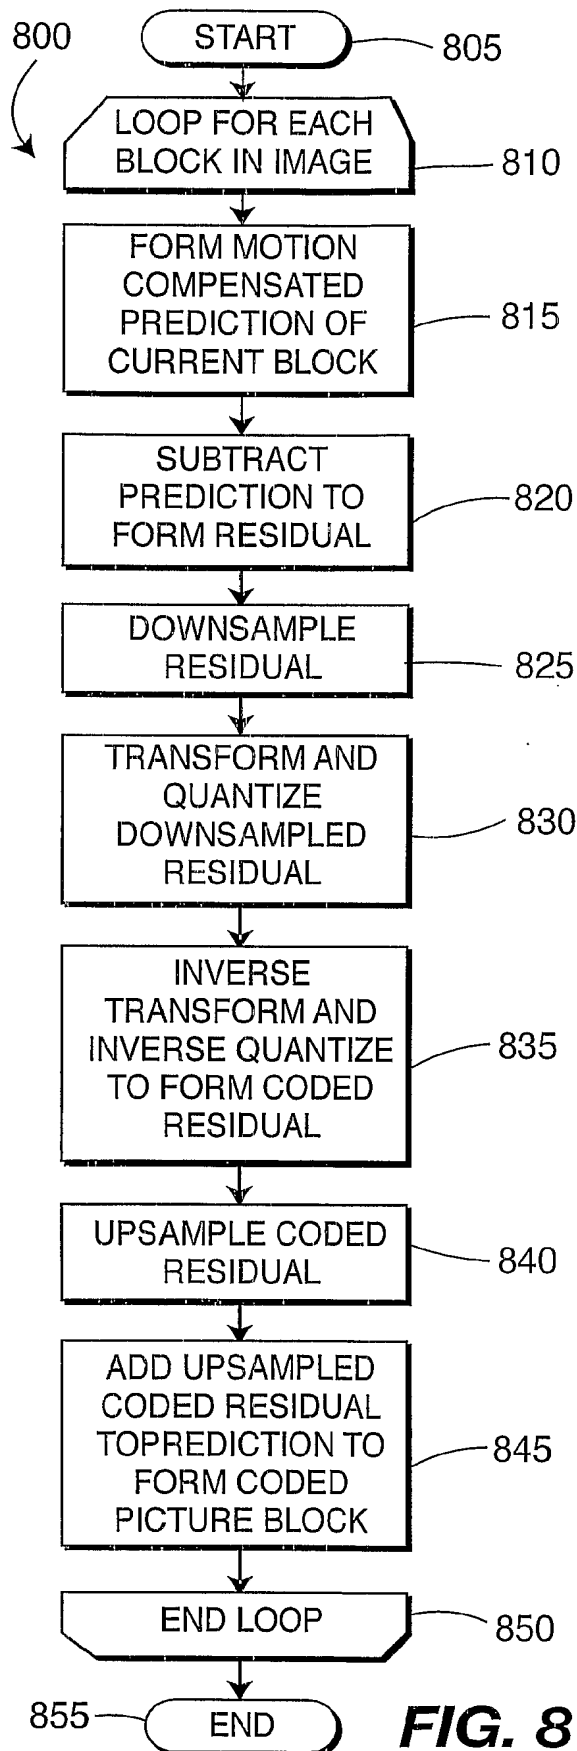 800
START
805
LOOP FOR EACH
BLOCK IN IMAGE
810
FORM MOTION
COMPENSATED
PREDICTION OF
CURRENT BLOCK
815
SUBTRACT
PREDICTION TO
FORM RESIDUAL
820
DOWNSAMPLE
RESIDUAL
825
TRANSFORM AND
QUANTIZE
DOWNSAMPLED
RESIDUAL
830
INVERSE
TRANSFORM AND
INVERSE QUANTIZE
TO FORM CODED
RESIDUAL
835
UPSAMPLE CODED
RESIDUAL
840
ADD UPSAMPLED
CODED RESIDUAL
TOPREDICTION TO
FORM CODED
PICTURE BLOCK
845
END LOOP
850
855
END
FIG. 8